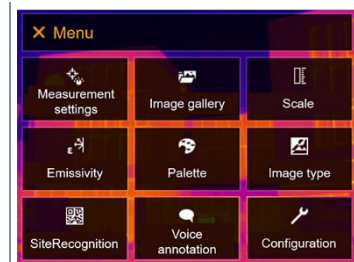 Menu
Measurement
settings
Image gallery
Scale
ε
Emissivity
Palette
Image type
SiteRecognition
Voice
annotation
Configuration